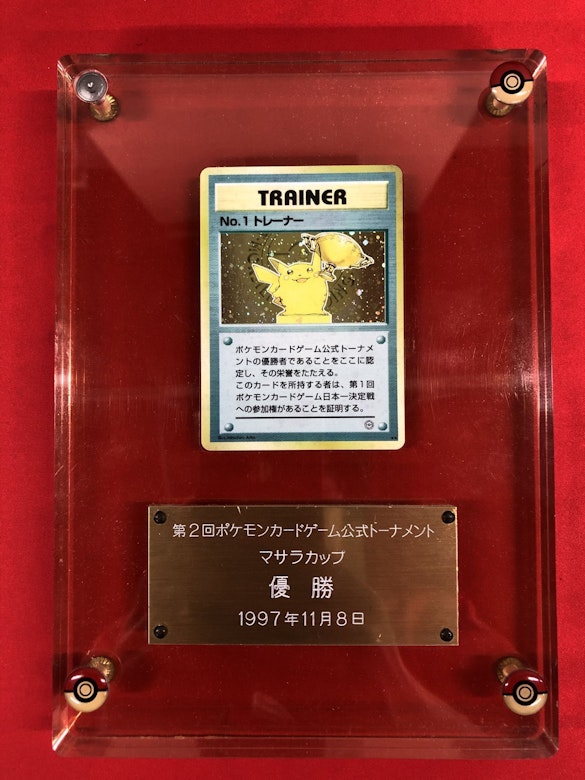 TRAINER
No.1 トレーナー
ポケモンカードゲーム公式トーナメ
ントの優勝者であることをここに認
定し、その栄誉をたたえる。
このカードを所持する者は、第1回
ポケモンカードゲーム日本一決定戦
への参加権があることを証明する。
第2回ポケモンカードゲーム公式トーナメント
マサラカップ
優勝
1997年11月8日